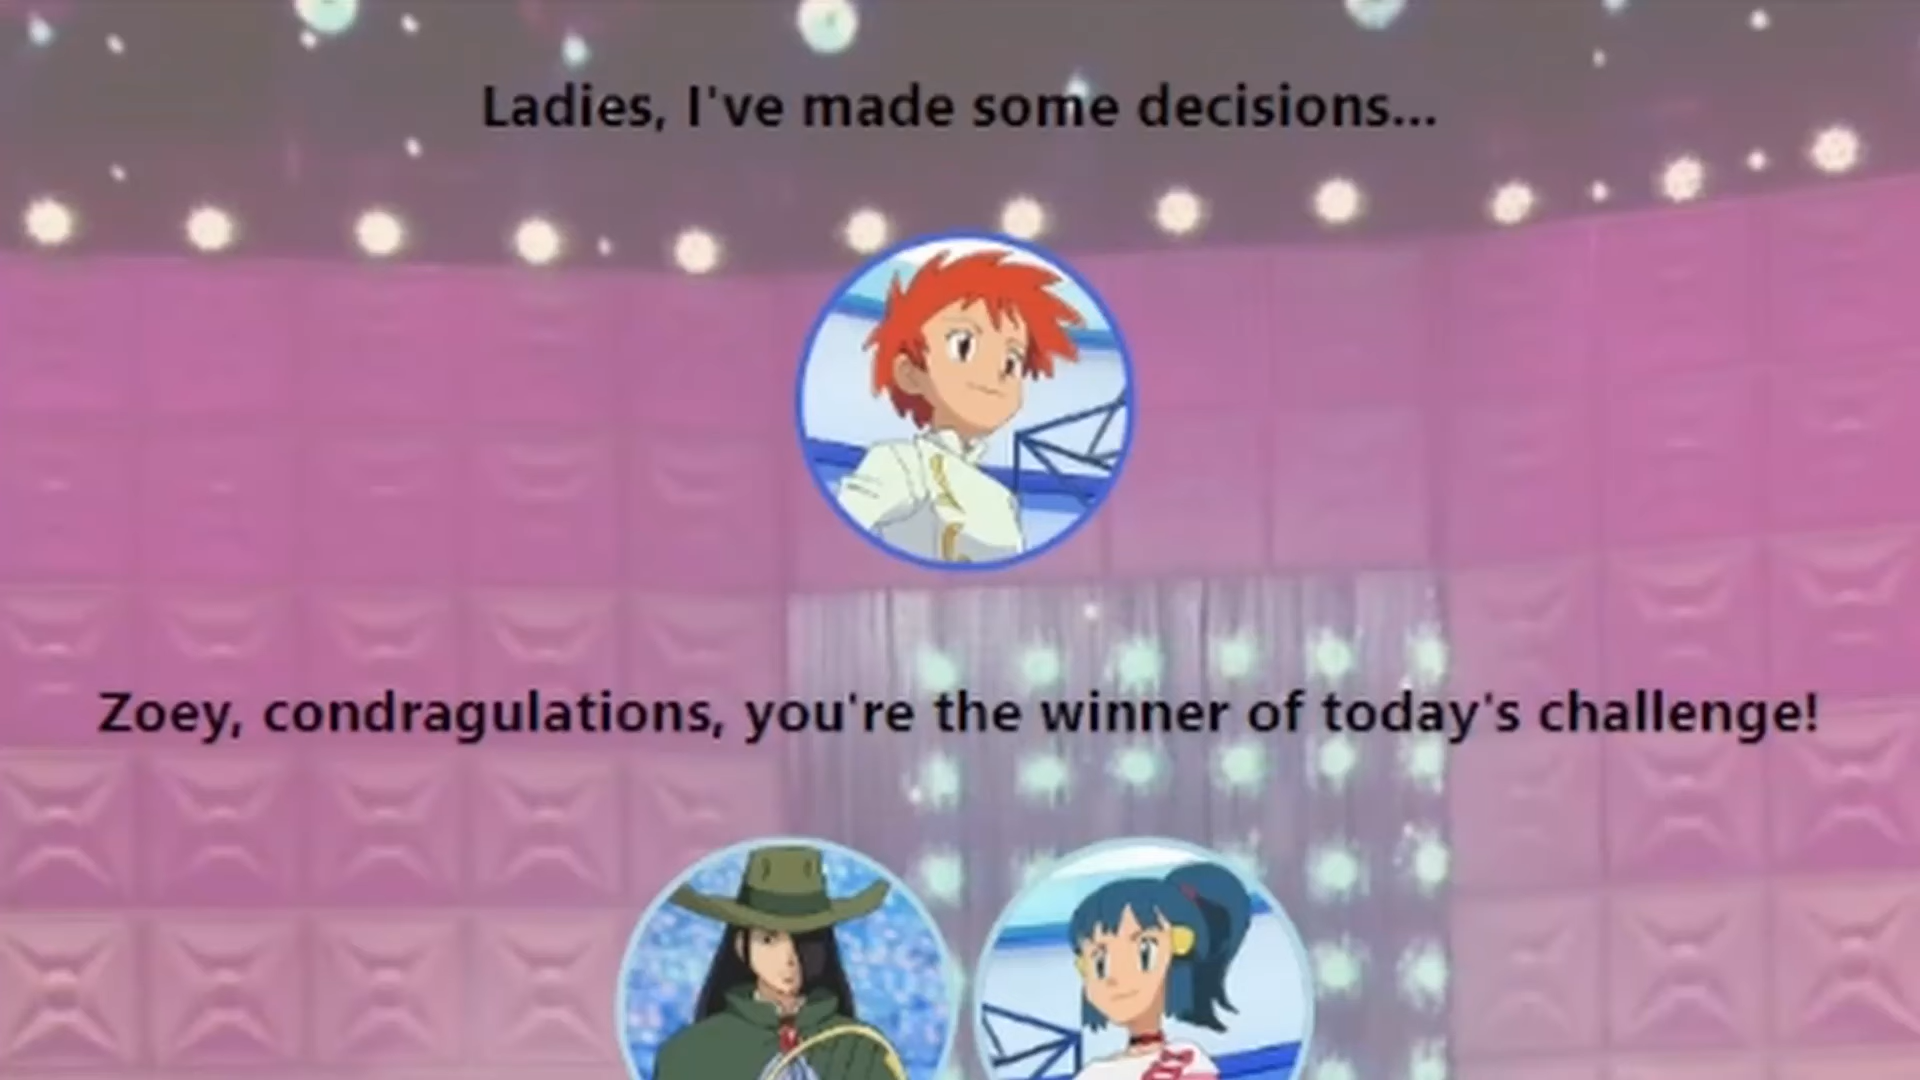 Ladies, I've made some decisions...
Zoey, condragulations, you're the winner of today's challenge!